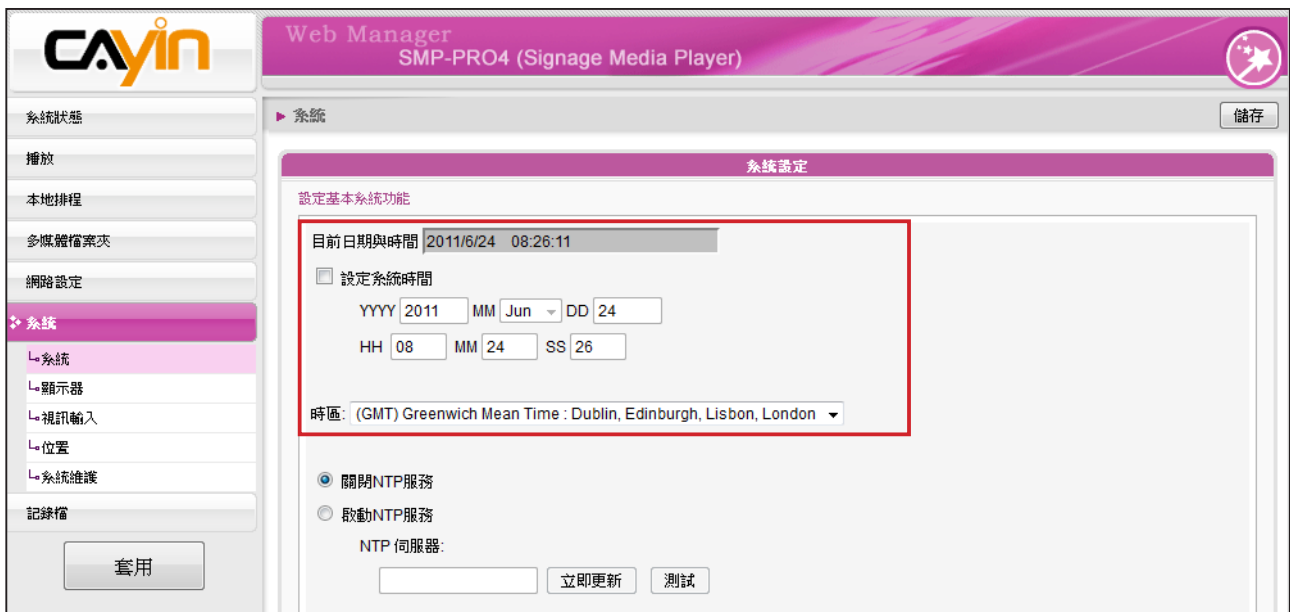 CAYIN
Web Manager
SMP-PRO4 (Signage Media Player)
系統狀態
播放
本地排程
多媒體檔案夾
網路設定
系統
系統
顯示器
視訊輸入
位置
系統維護
記錄檔
套用
系統
儲存
系統設定
設定基本系統功能
目前日期與時間 2011/6/24 08:26:11
設定系統時間
YYYY 2011 MM Jun DD 24
HH 08 MM 24 SS 26
時區: (GMT) Greenwich Mean Time : Dublin, Edinburgh, Lisbon, London
關閉NTP服務
啟動NTP服務
NTP 伺服器:
立即更新 測試